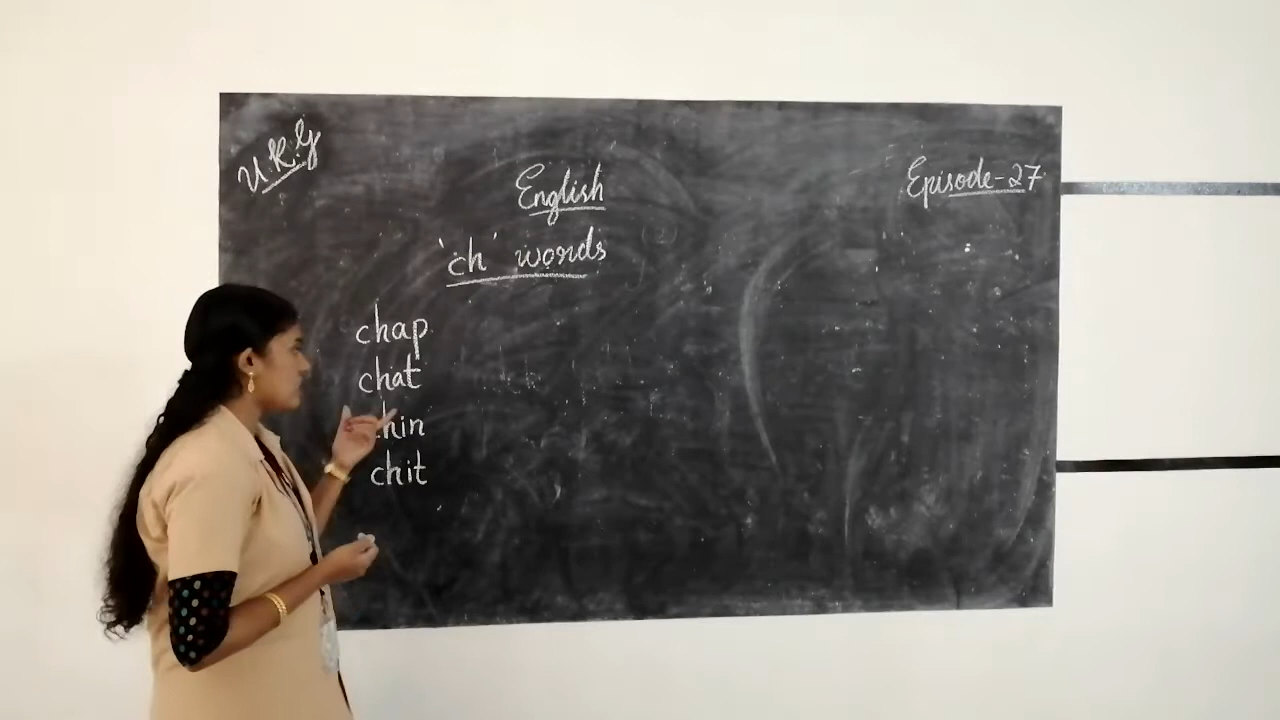 U.K.G
English
Episode-27
'ch' words
chap
chat
chin
chit